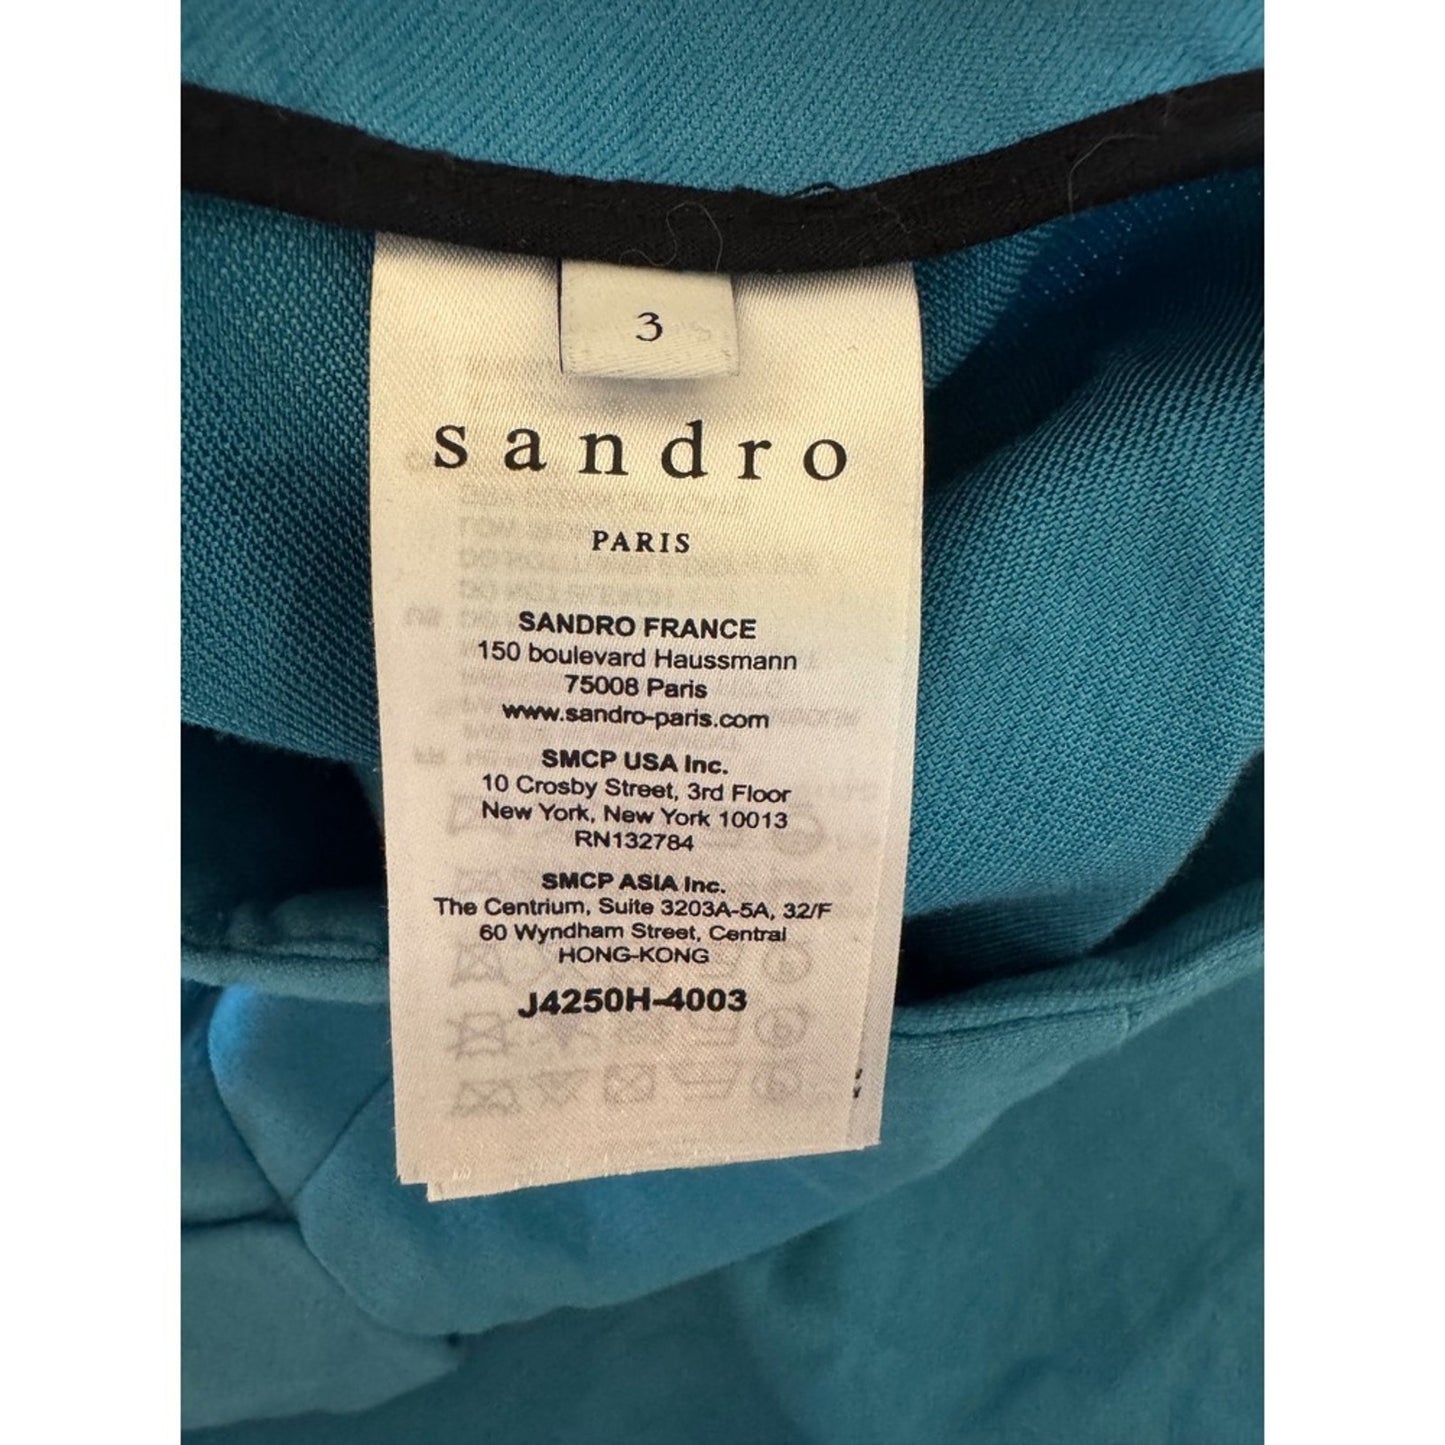 3
sandro
PARIS
SANDRO FRANCE
150 boulevard Haussmann
75008 Paris
www.sandro-paris.com
SMCP USA Inc.
10 Crosby Street, 3rd Floor
New York, New York 10013
RN132784
SMCP ASIA Inc.
The Centrium, Suite 3203A-5A, 32/F
60 Wyndham Street, Central
HONG-KONG
J4250H-4003